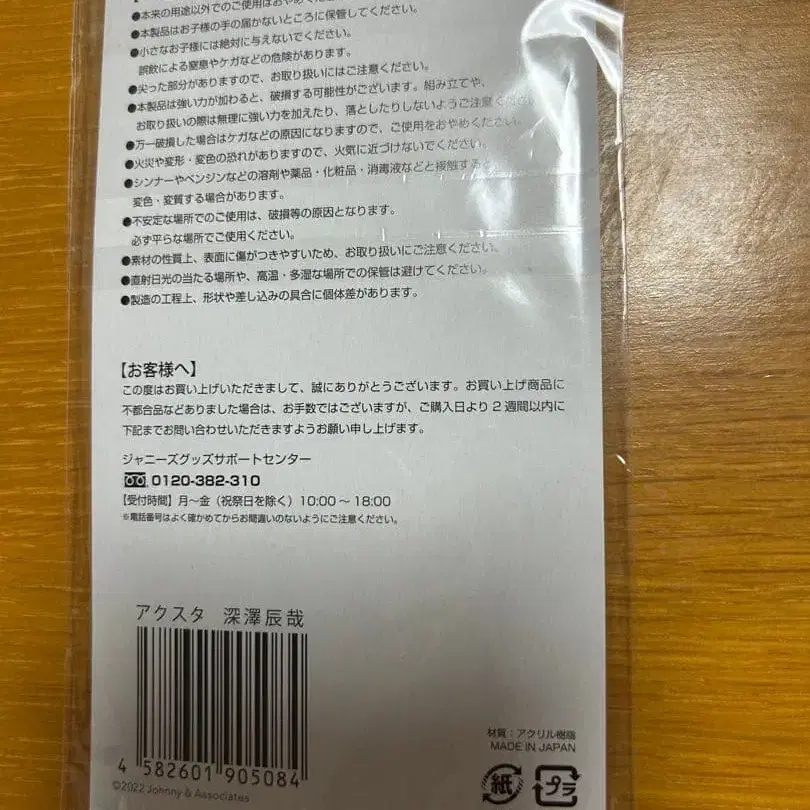 ●本来の用途以外でのご使用はおやめくだ
●本製品はお子様の手の届かないところに保管してください。
●小さなお子様には絶対に与えないでください。
誤飲による窒息やケガなどの危険があります。
●尖った部分がありますので、お取り扱いにはご注意ください。
●本製品は強い力が加わると、破損する可能性がございます。組み立てや、
お取り扱いの際は無理に強い力を加えたり、落としたりしないようご注意くだ
●万一破損した場合はケガなどの原因になりますので、ご使用をおやめください。
●火災や変形・変色の恐れがありますので、火気に近づけないでください。
●シンナーやベンジンなどの溶剤や薬品・化粧品・消毒液などと接触すると
変色・変質する場合があります。
●不安定な場所でのご使用は、破損等の原因となります。
必ず平らな場所でご使用ください。
●素材の性質上、表面に傷がつきやすいため、お取り扱いにご注意ください。
●直射日光の当たる場所や、高温・多湿な場所での保管は避けてください。
●製造の工程上、形状や差し込みの具合に個体差があります。
【お客様へ】
この度はお買い上げいただきまして、誠にありがとうございます。お買い上げ商品に
不都合品などありました場合は、お手数ではございますが、ご購入日より2週間以内に
下記までお問い合わせいただきますようお願い申し上げます。
ジャニーズグッズサポートセンター
0120-382-310
【受付時間】月〜金（祝祭日を除く）10:00〜18:00
※電話番号はよく確かめてからお間違いのないようにご注意ください。
アクスタ 深澤辰哉
4 582601 905084
©2022 Johnny & Associates
材質：アクリル樹脂
MADE IN JAPAN
紙 プラ